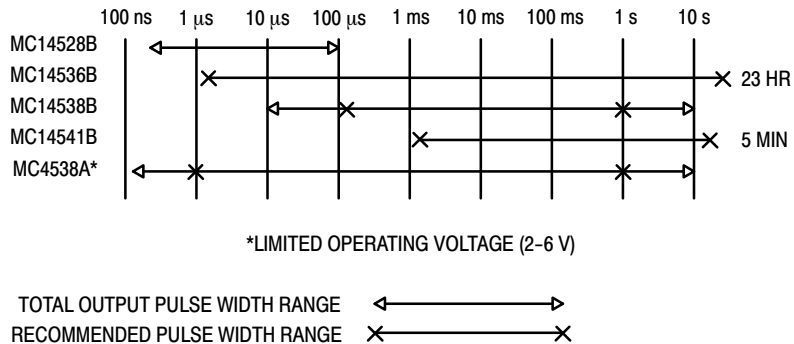 100 ns 1 μs 10 μs 100 μs 1 ms 10 ms 100 ms 1 s 10 s
MC14528B
MC14536B 23 HR
MC14538B
MC14541B 5 MIN
MC4538A*
*LIMITED OPERATING VOLTAGE (2–6 V)
TOTAL OUTPUT PULSE WIDTH RANGE
RECOMMENDED PULSE WIDTH RANGE